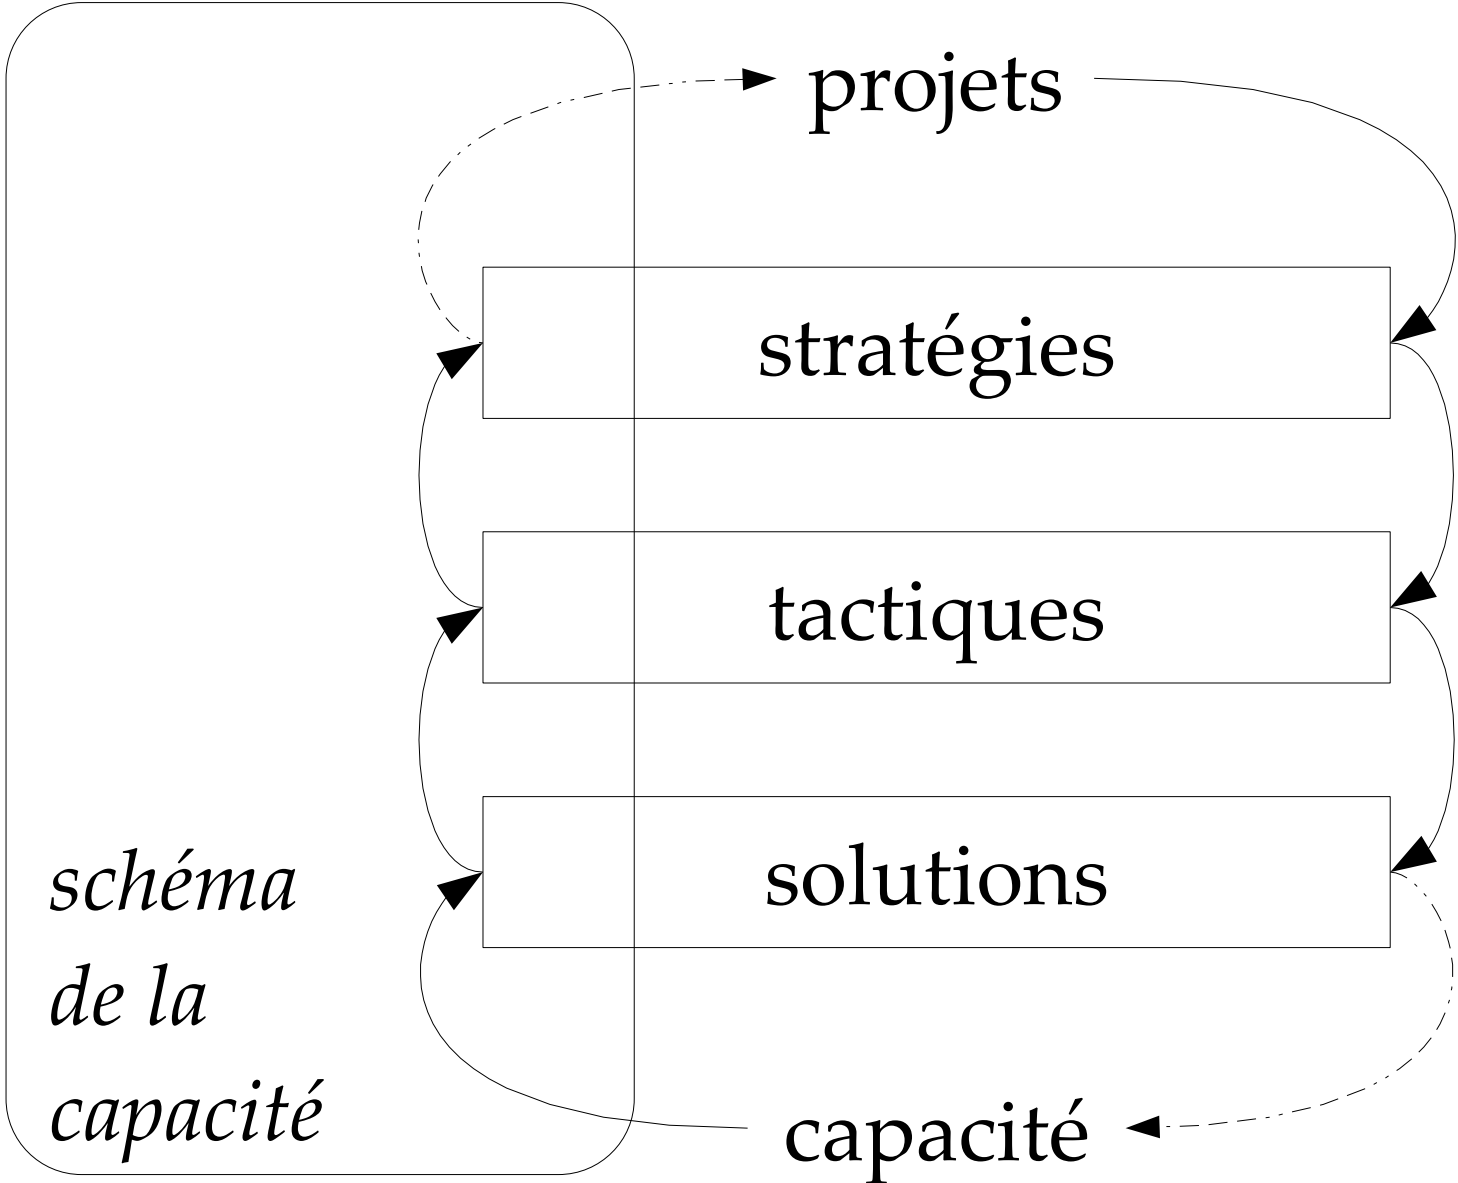 projets
stratégies
tactiques
solutions
schéma
de la
capacité
capacité